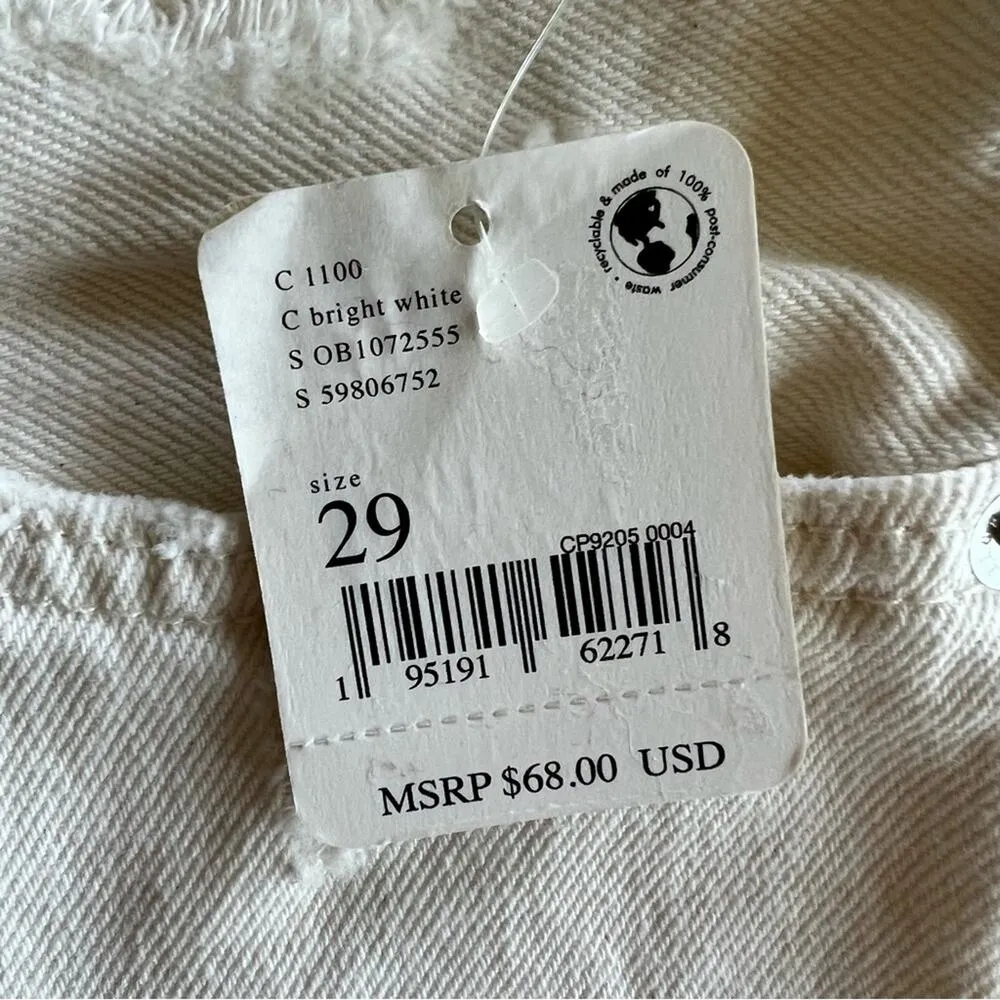 recyclable & made of 100% post-consumer waste •
C 1100
C bright white
S OB1072555
S 59806752
size
29
CP9205 0004
1 95191 62271 8
MSRP $68.00 USD